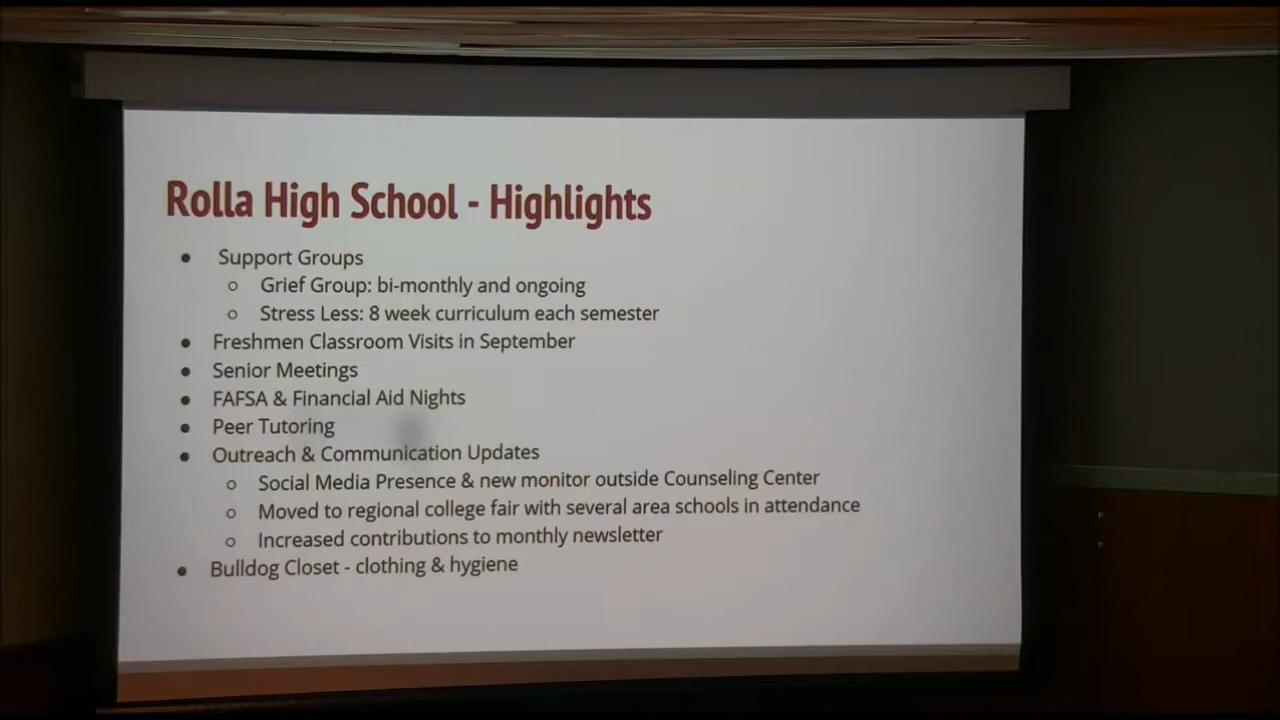 Rolla High School - Highlights
● Support Groups
○ Grief Group: bi-monthly and ongoing
○ Stress Less: 8 week curriculum each semester
● Freshmen Classroom Visits in September
● Senior Meetings
● FAFSA & Financial Aid Nights
● Peer Tutoring
● Outreach & Communication Updates
○ Social Media Presence & new monitor outside Counseling Center
○ Moved to regional college fair with several area schools in attendance
○ Increased contributions to monthly newsletter
● Bulldog Closet - clothing & hygiene